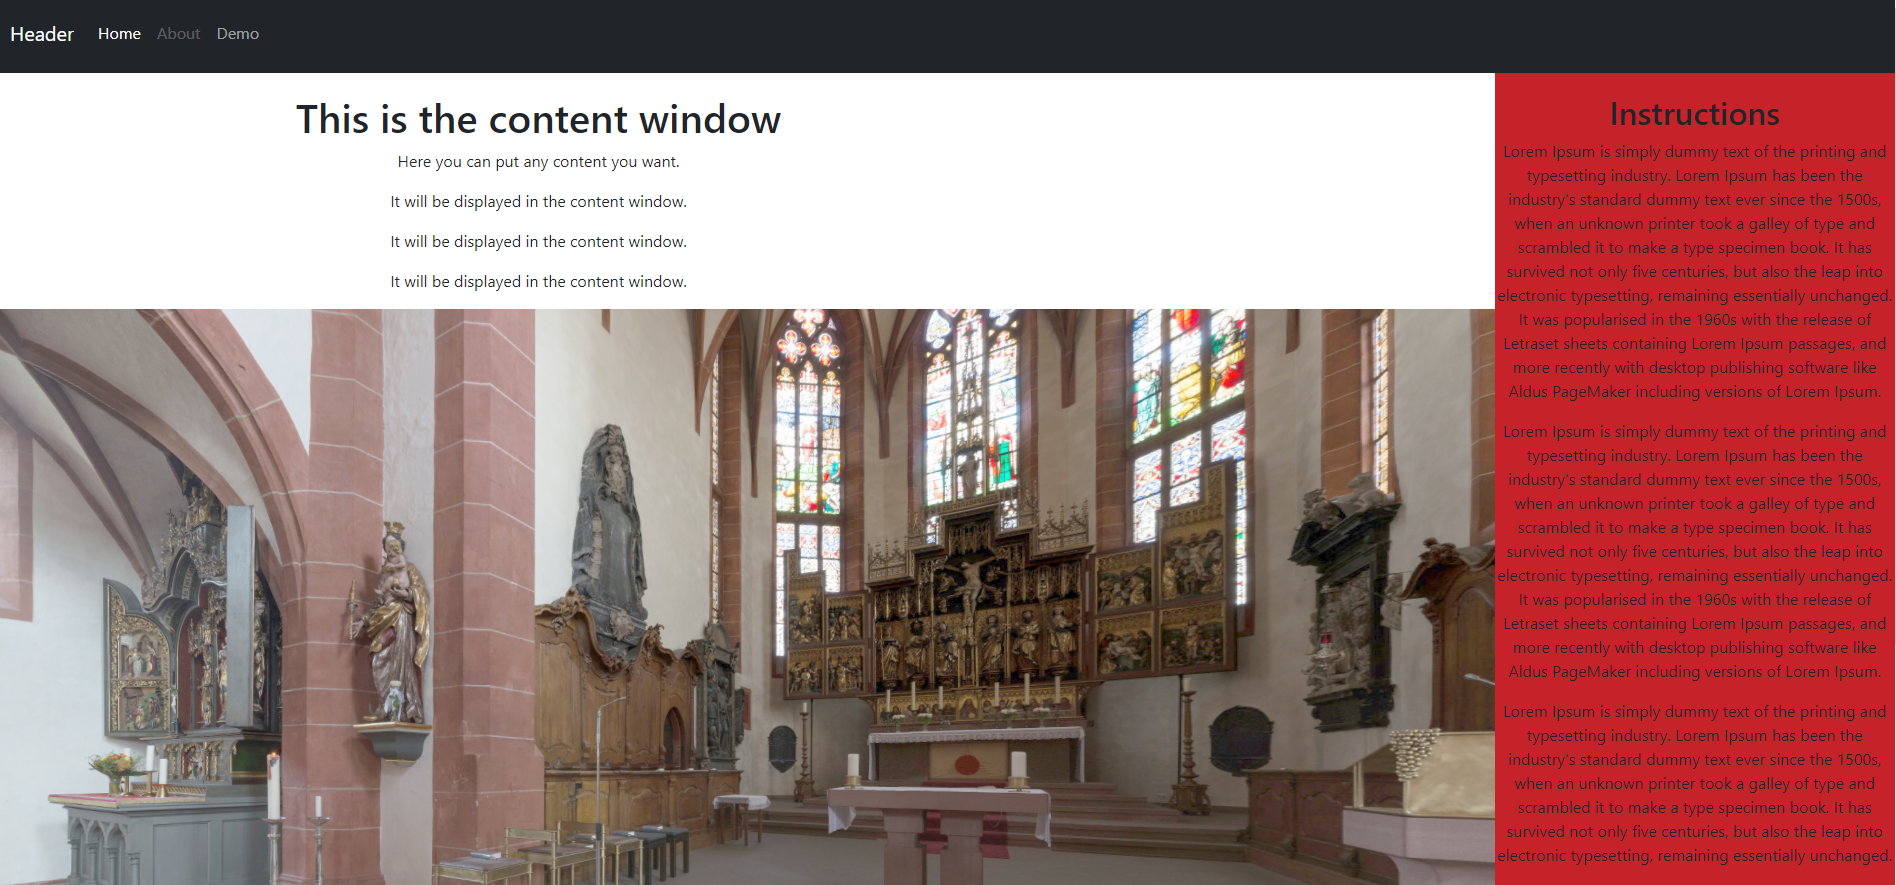 Header Home About Demo
This is the content window
Here you can put any content you want.
It will be displayed in the content window.
It will be displayed in the content window.
It will be displayed in the content window.
Instructions
Lorem Ipsum is simply dummy text of the printing and
typesetting industry. Lorem Ipsum has been the
industry's standard dummy text ever since the 1500s,
when an unknown printer took a galley of type and
scrambled it to make a type specimen book. It has
survived not only five centuries, but also the leap into
electronic typesetting, remaining essentially unchanged.
It was popularised in the 1960s with the release of
Letraset sheets containing Lorem Ipsum passages, and
more recently with desktop publishing software like
Aldus PageMaker including versions of Lorem Ipsum.
Lorem Ipsum is simply dummy text of the printing and
typesetting industry. Lorem Ipsum has been the
industry's standard dummy text ever since the 1500s,
when an unknown printer took a galley of type and
scrambled it to make a type specimen book. It has
survived not only five centuries, but also the leap into
electronic typesetting, remaining essentially unchanged.
It was popularised in the 1960s with the release of
Letraset sheets containing Lorem Ipsum passages, and
more recently with desktop publishing software like
Aldus PageMaker including versions of Lorem Ipsum.
Lorem Ipsum is simply dummy text of the printing and
typesetting industry. Lorem Ipsum has been the
industry's standard dummy text ever since the 1500s,
when an unknown printer took a galley of type and
scrambled it to make a type specimen book. It has
survived not only five centuries, but also the leap into
electronic typesetting, remaining essentially unchanged.